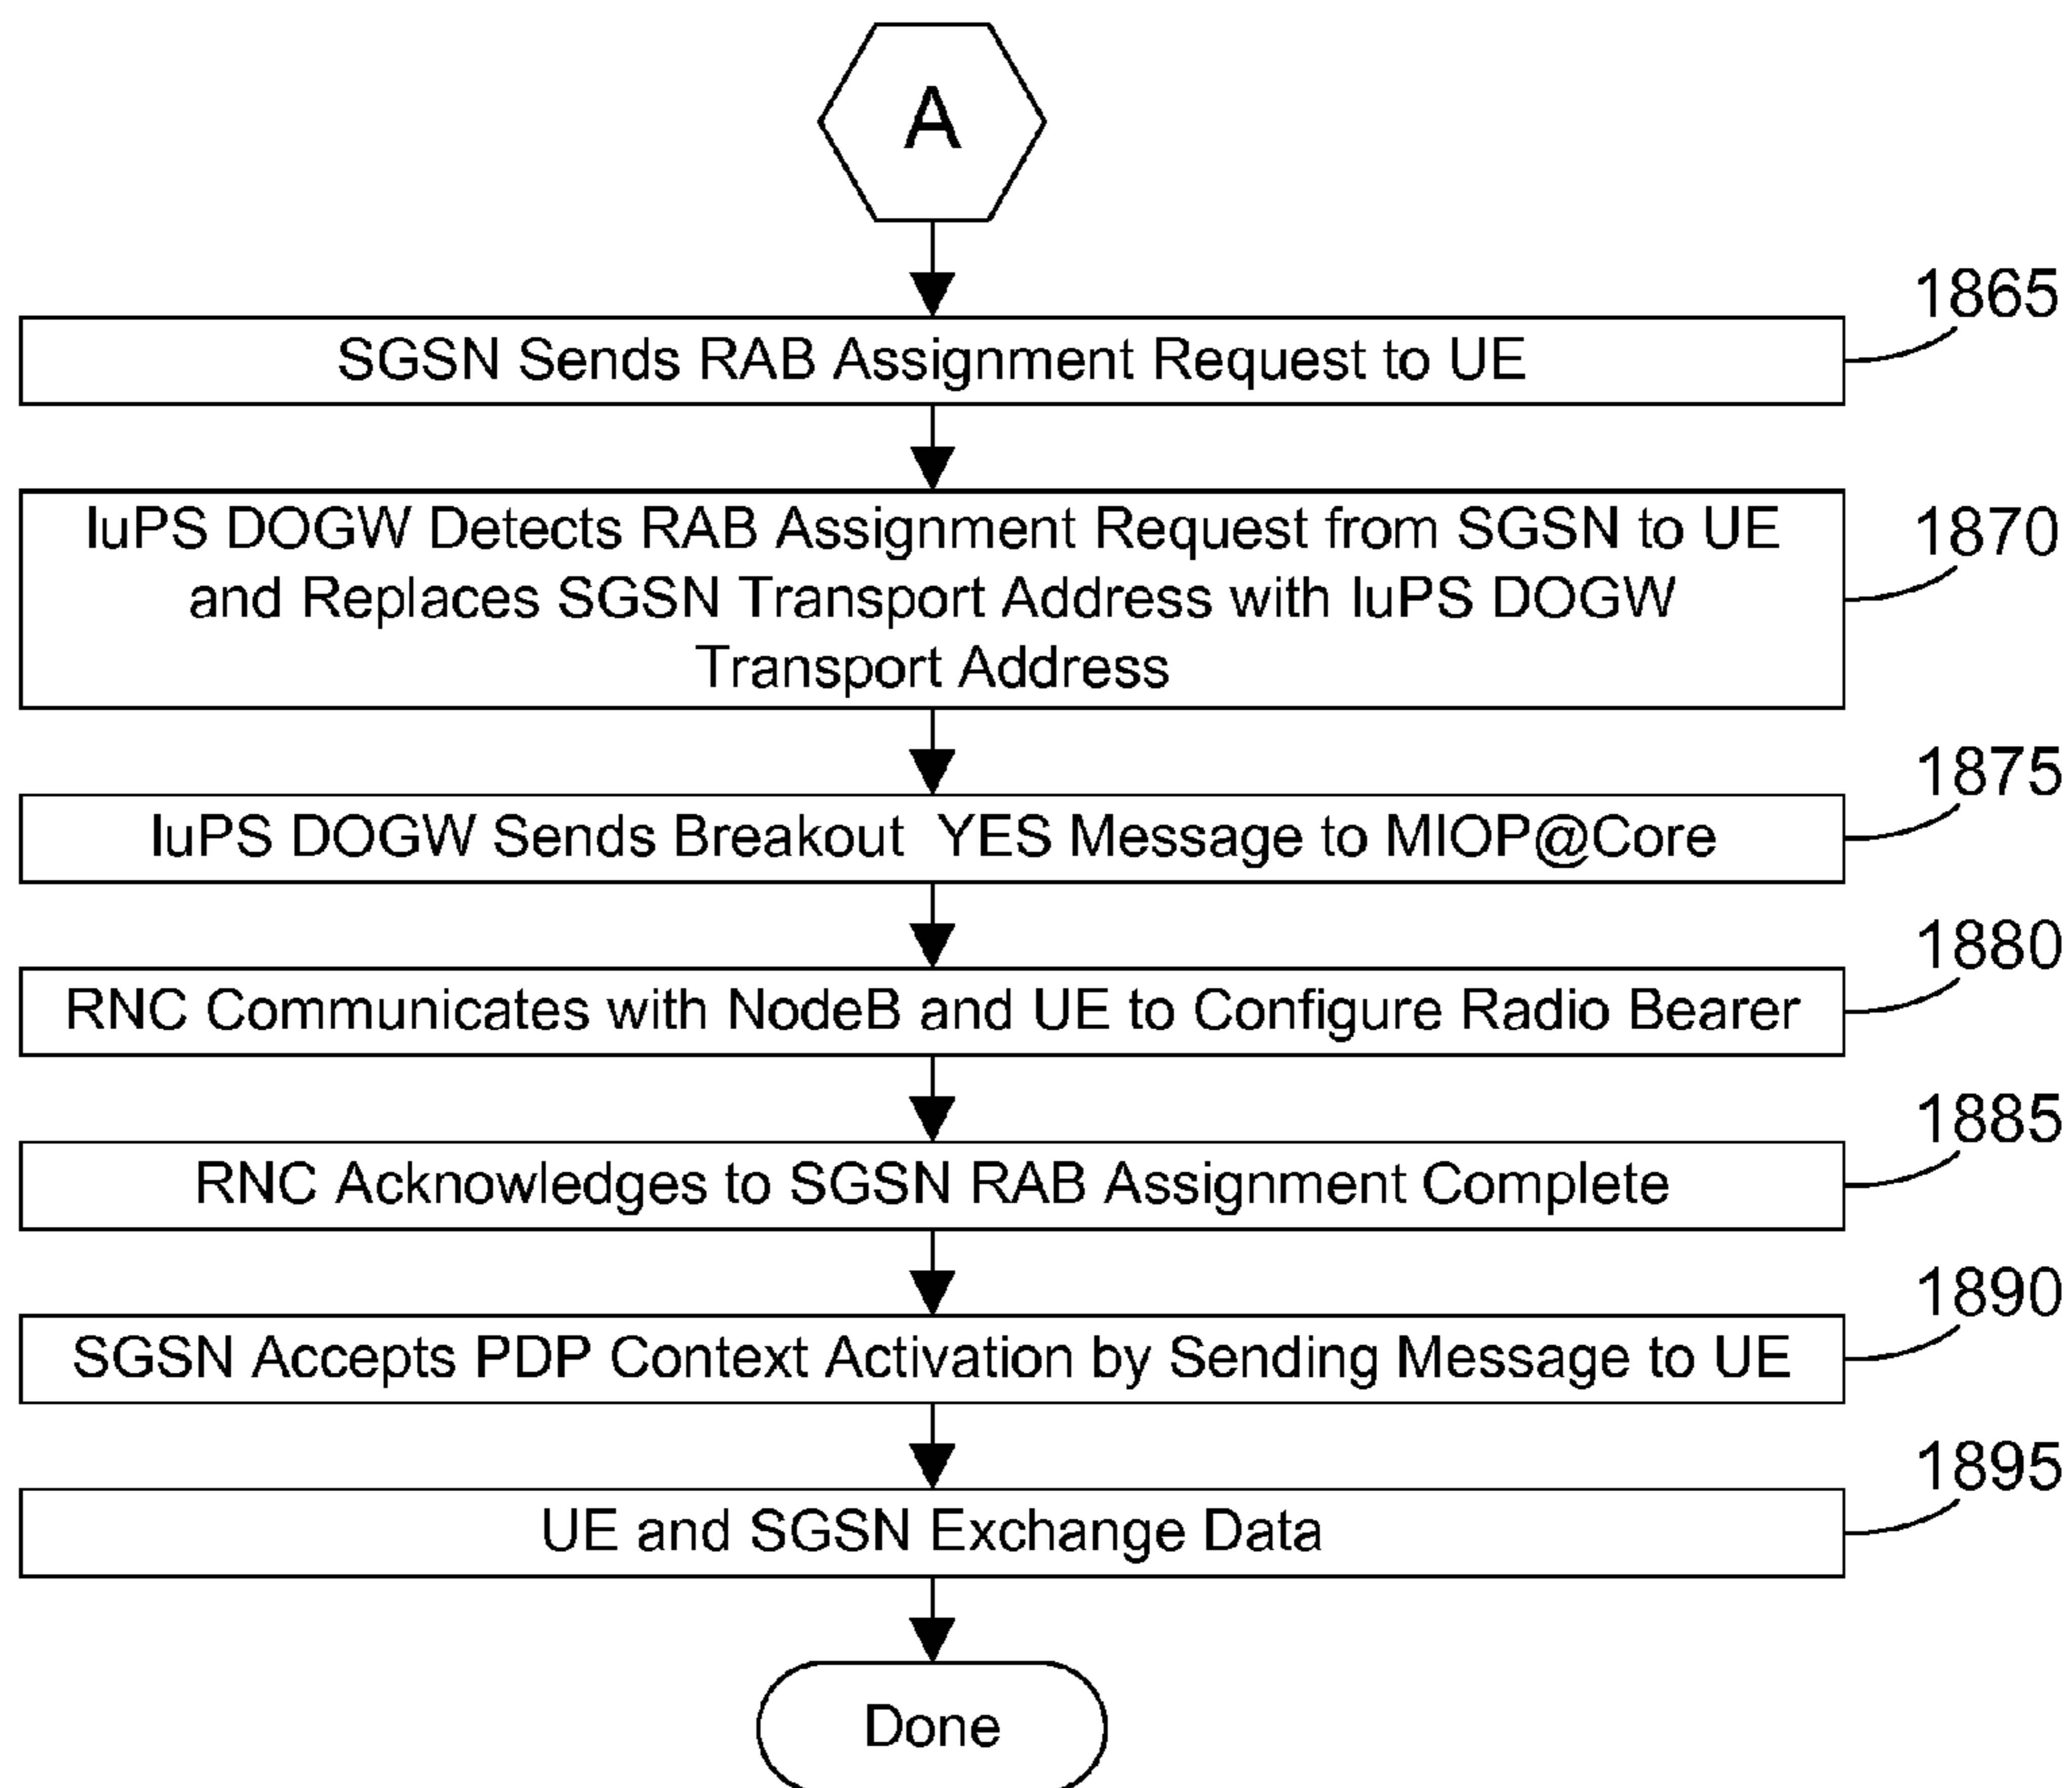 A
1865
SGSN Sends RAB Assignment Request to UE
1870
IuPS DOGW Detects RAB Assignment Request from SGSN to UE
and Replaces SGSN Transport Address with IuPS DOGW
Transport Address
1875
IuPS DOGW Sends Breakout YES Message to MIOP@Core
1880
RNC Communicates with NodeB and UE to Configure Radio Bearer
1885
RNC Acknowledges to SGSN RAB Assignment Complete
1890
SGSN Accepts PDP Context Activation by Sending Message to UE
1895
UE and SGSN Exchange Data
Done